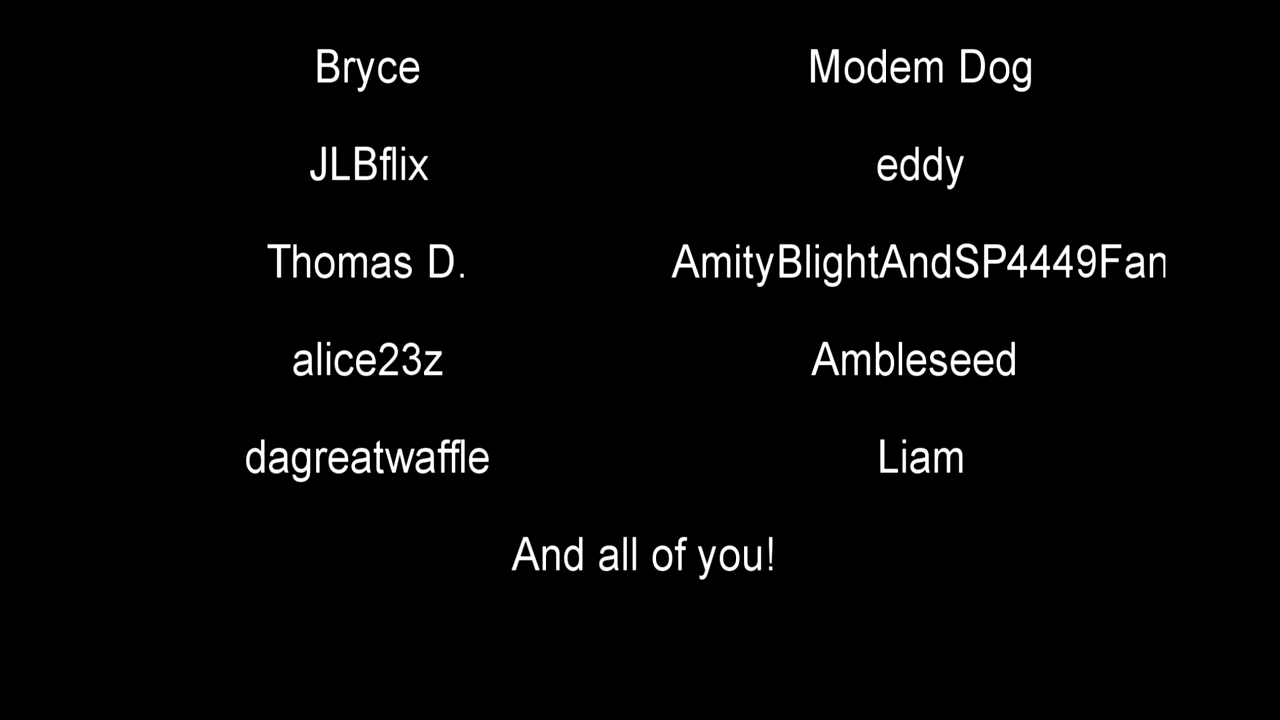 Bryce Modem Dog
JLBflix eddy
Thomas D. AmityBlightAndSP4449Fan
alice23z Ambleseed
dagreatwaffle Liam
And all of you!